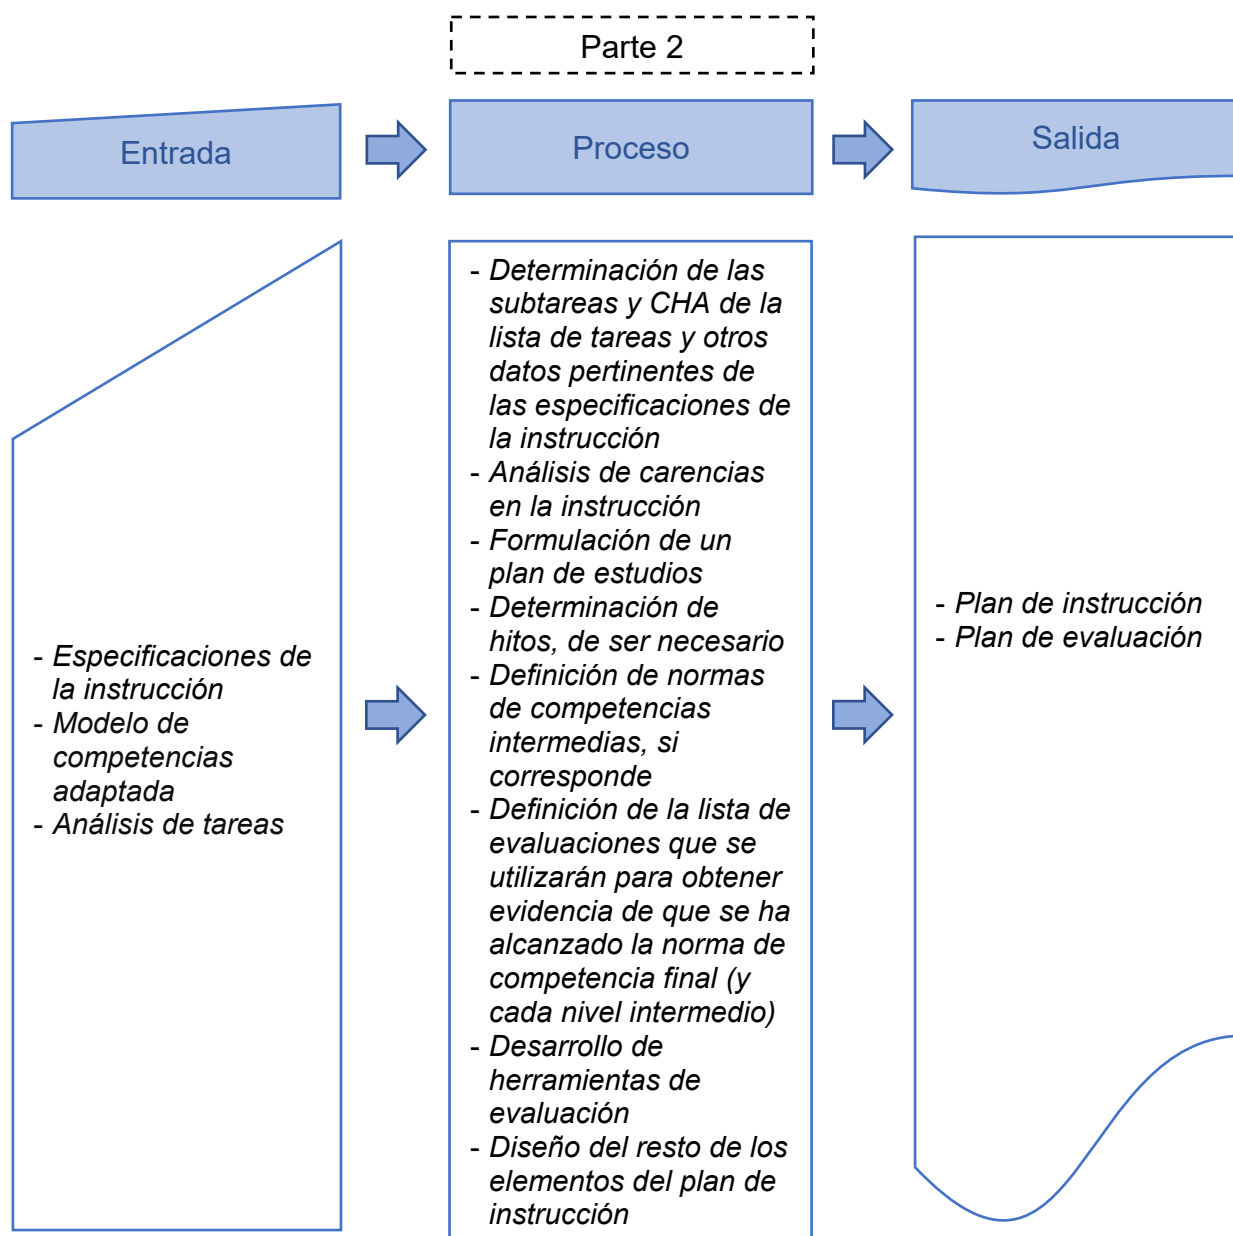 Parte 2
Entrada
Proceso
Salida
- Especificaciones de
la instrucción
- Modelo de
competencias
adaptada
- Análisis de tareas
- Determinación de las
subtareas y CHA de la
lista de tareas y otros
datos pertinentes de
las especificaciones de
la instrucción
- Análisis de carencias
en la instrucción
- Formulación de un
plan de estudios
- Determinación de
hitos, de ser necesario
- Definición de normas
de competencias
intermedias, si
corresponde
- Definición de la lista de
evaluaciones que se
utilizarán para obtener
evidencia de que se ha
alcanzado la norma de
competencia final (y
cada nivel intermedio)
- Desarrollo de
herramientas de
evaluación
- Diseño del resto de los
elementos del plan de
instrucción
- Plan de instrucción
- Plan de evaluación